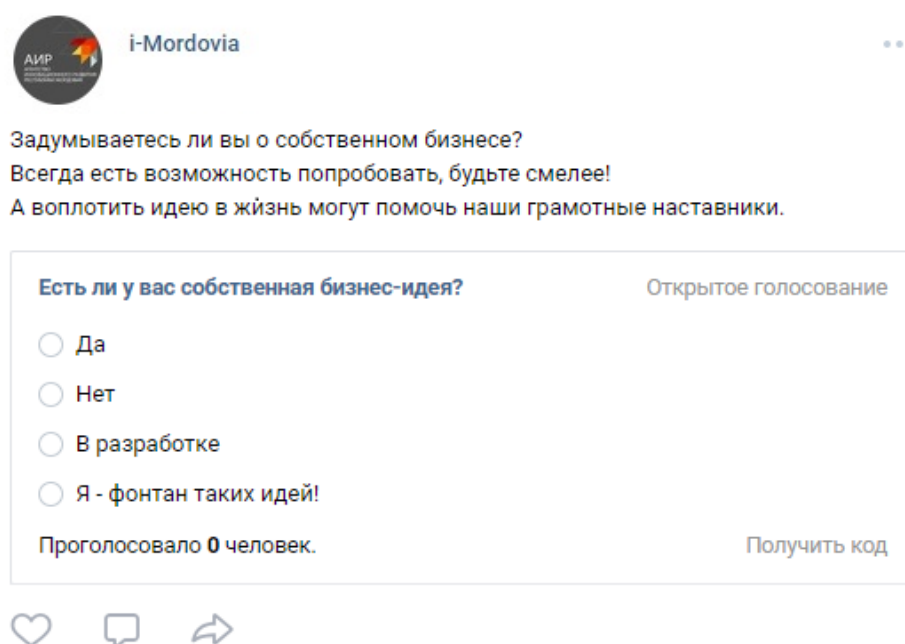 АИР
i-Mordovia
Задумываетесь ли вы о собственном бизнесе?
Всегда есть возможность попробовать, будьте смелее!
А воплотить идею в жизнь могут помочь наши грамотные наставники.
Есть ли у вас собственная бизнес-идея?
Открытое голосование
Да
Нет
В разработке
Я - фонтан таких идей!
Проголосовало 0 человек.
Получить код